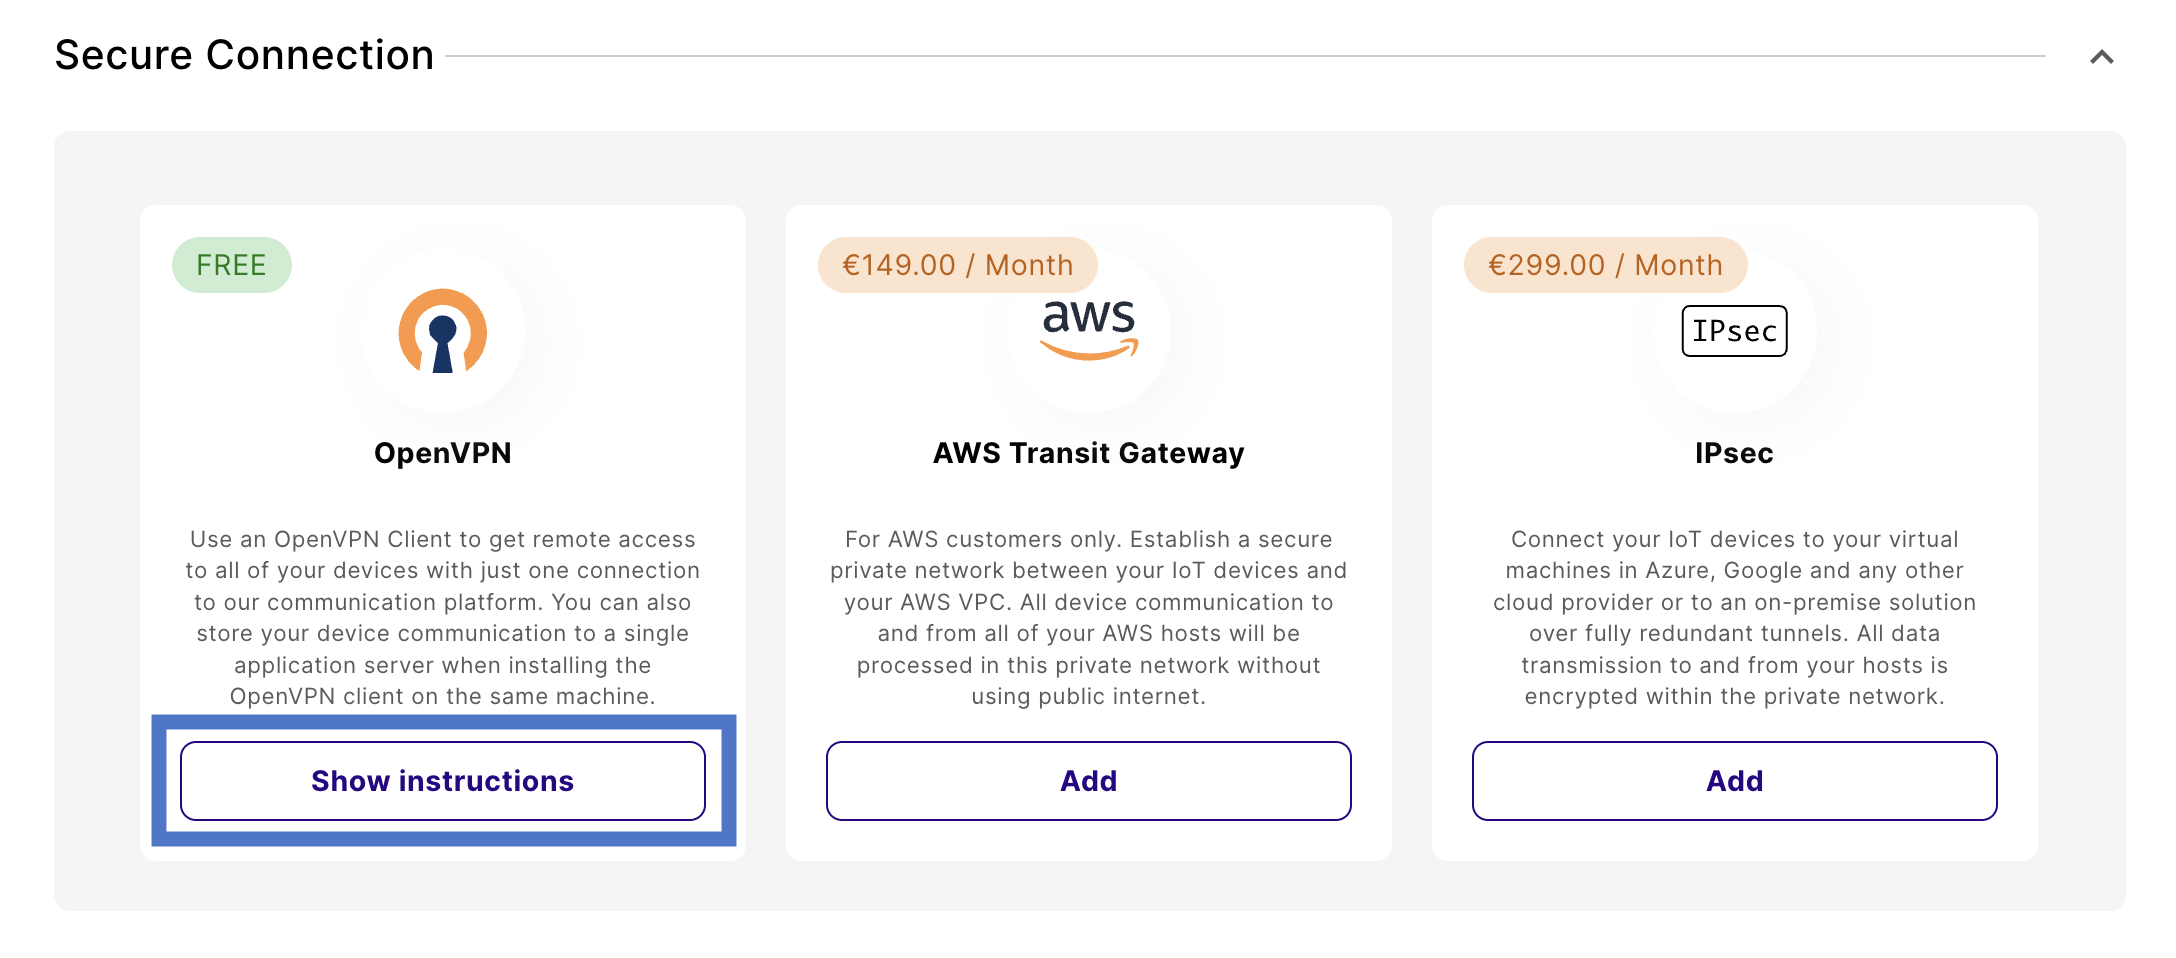 Secure Connection
FREE
OpenVPN
Use an OpenVPN Client to get remote access
to all of your devices with just one connection
to our communication platform. You can also
store your device communication to a single
application server when installing the
OpenVPN client on the same machine.
Show instructions
€149.00 / Month
aws
AWS Transit Gateway
For AWS customers only. Establish a secure
private network between your IoT devices and
your AWS VPC. All device communication to
and from all of your AWS hosts will be
processed in this private network without
using public internet.
Add
€299.00 / Month
IPsec
IPsec
Connect your IoT devices to your virtual
machines in Azure, Google and any other
cloud provider or to an on-premise solution
over fully redundant tunnels. All data
transmission to and from your hosts is
encrypted within the private network.
Add